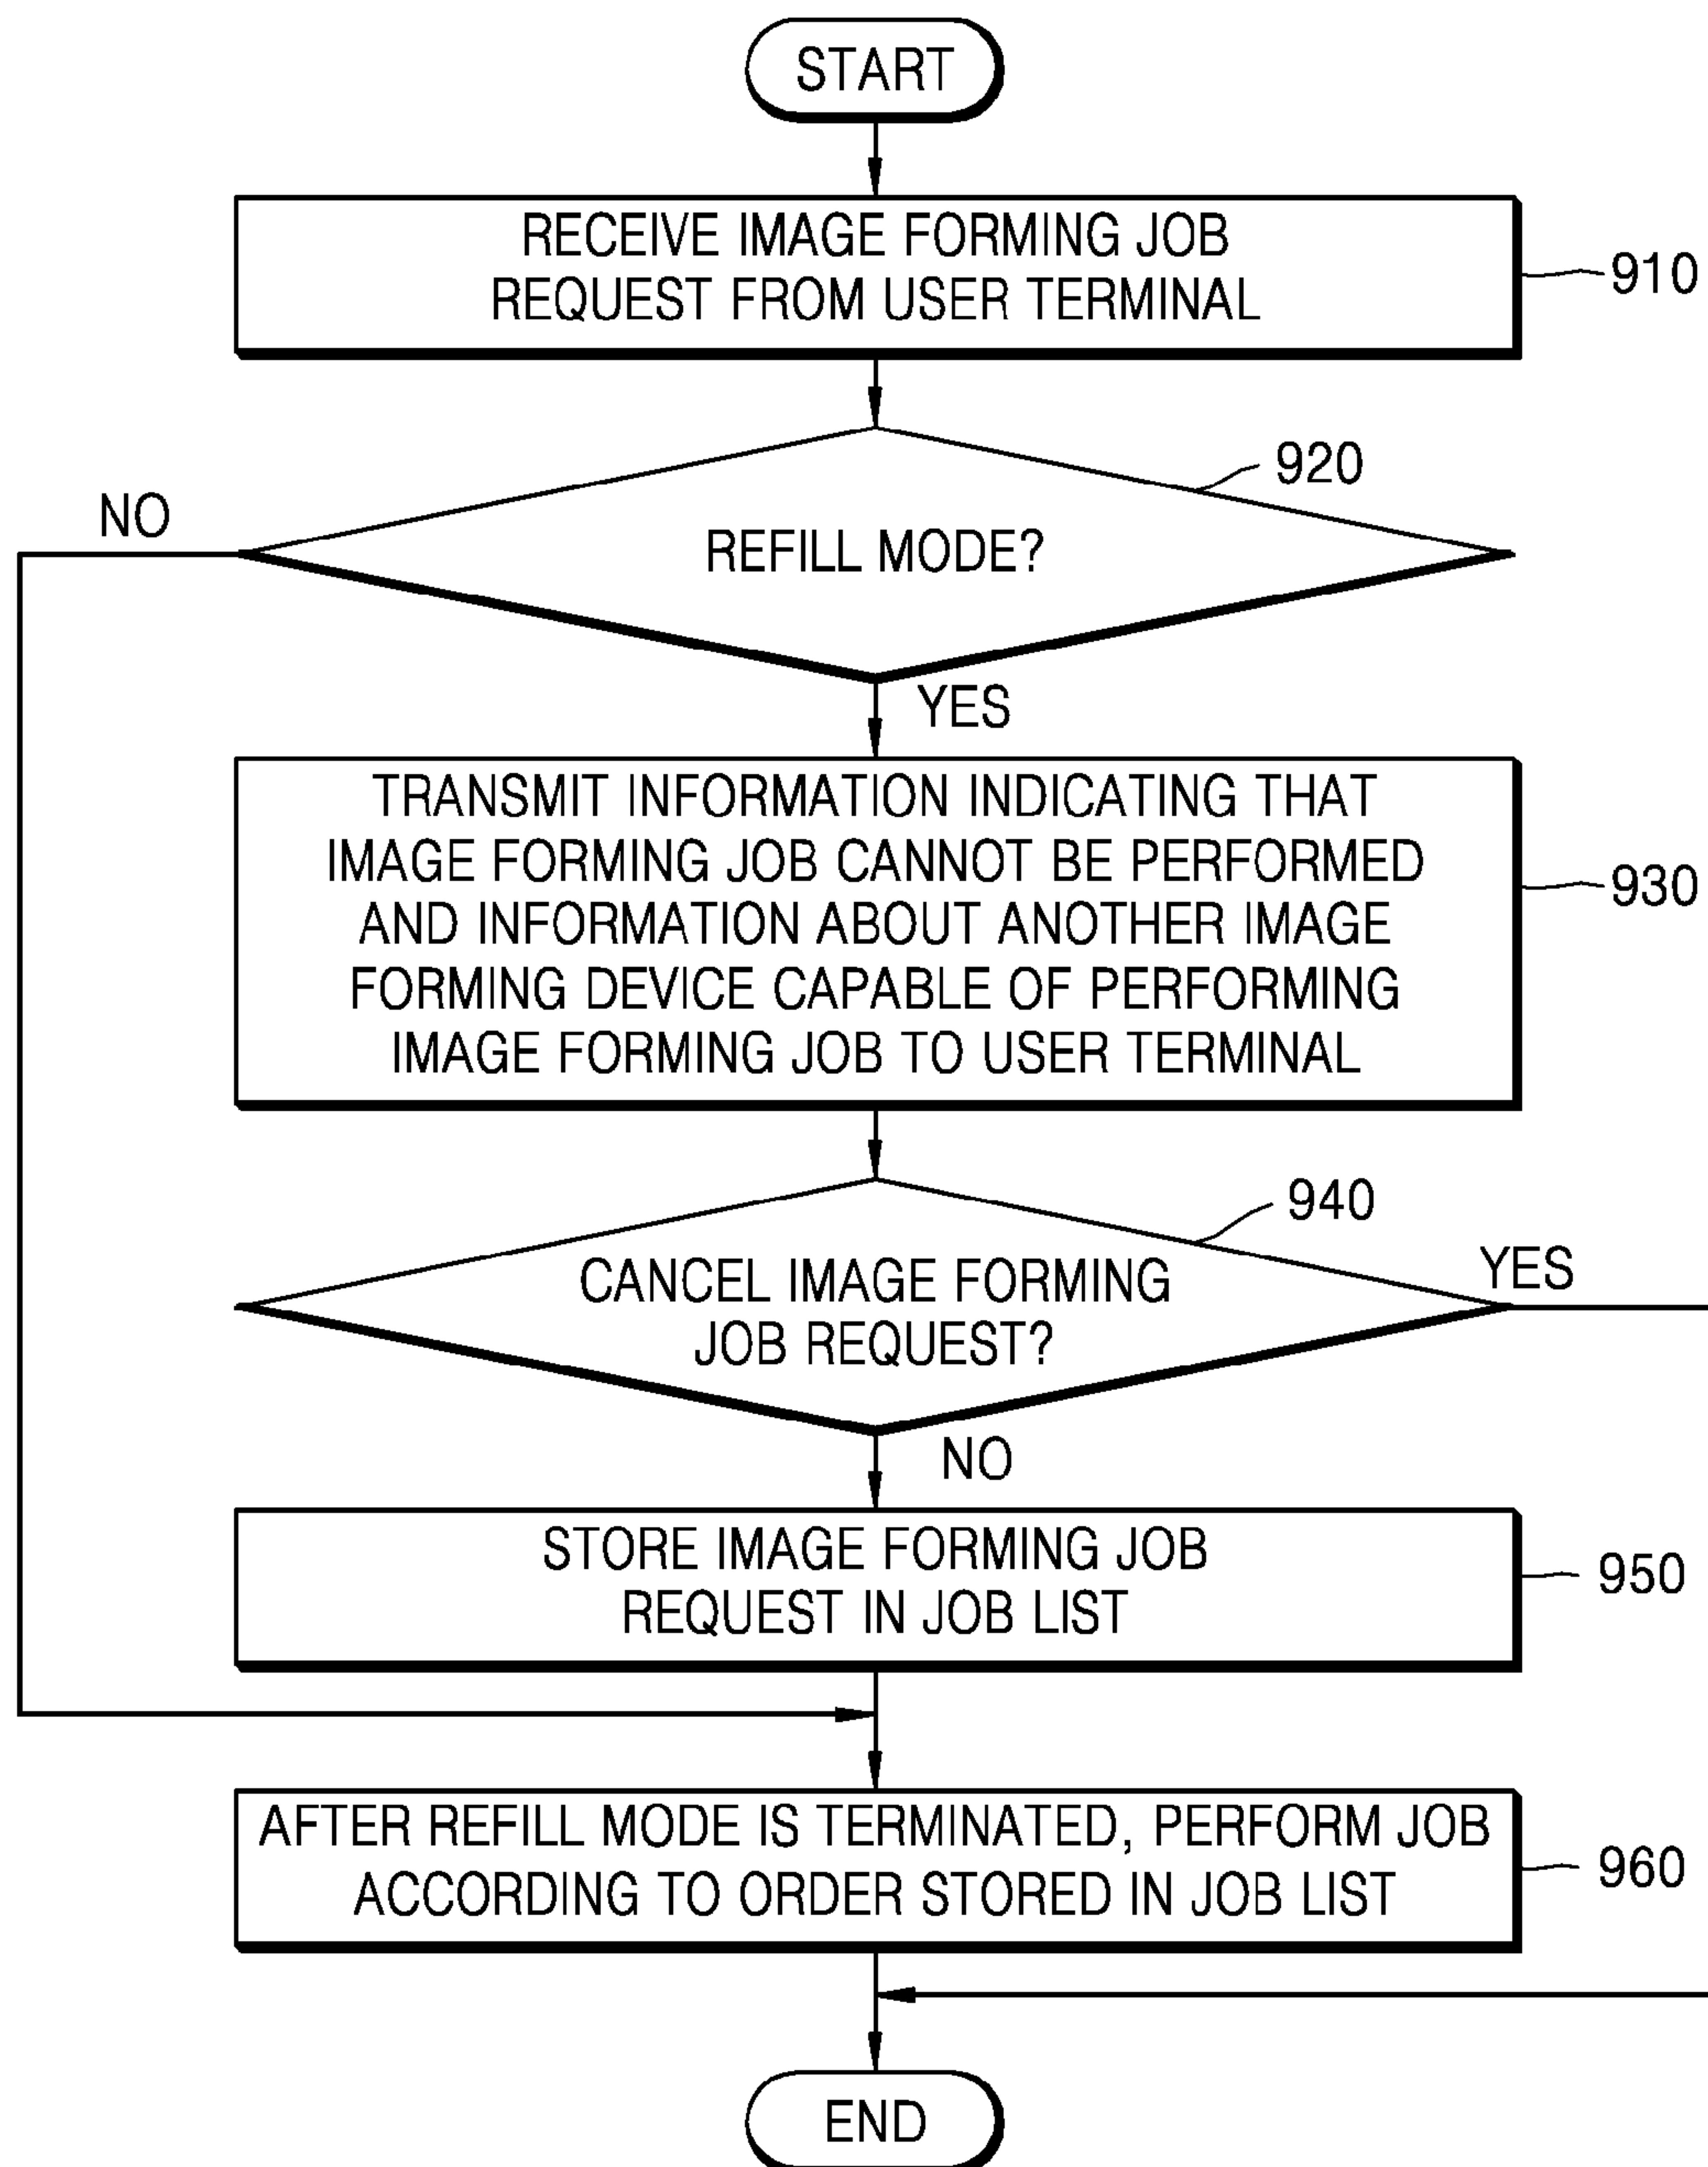 START
RECEIVE IMAGE FORMING JOB
REQUEST FROM USER TERMINAL
910
920
NO
REFILL MODE?
YES
TRANSMIT INFORMATION INDICATING THAT
IMAGE FORMING JOB CANNOT BE PERFORMED
AND INFORMATION ABOUT ANOTHER IMAGE
FORMING DEVICE CAPABLE OF PERFORMING
IMAGE FORMING JOB TO USER TERMINAL
930
940
YES
CANCEL IMAGE FORMING
JOB REQUEST?
NO
STORE IMAGE FORMING JOB
REQUEST IN JOB LIST
950
AFTER REFILL MODE IS TERMINATED, PERFORM JOB
ACCORDING TO ORDER STORED IN JOB LIST
960
END